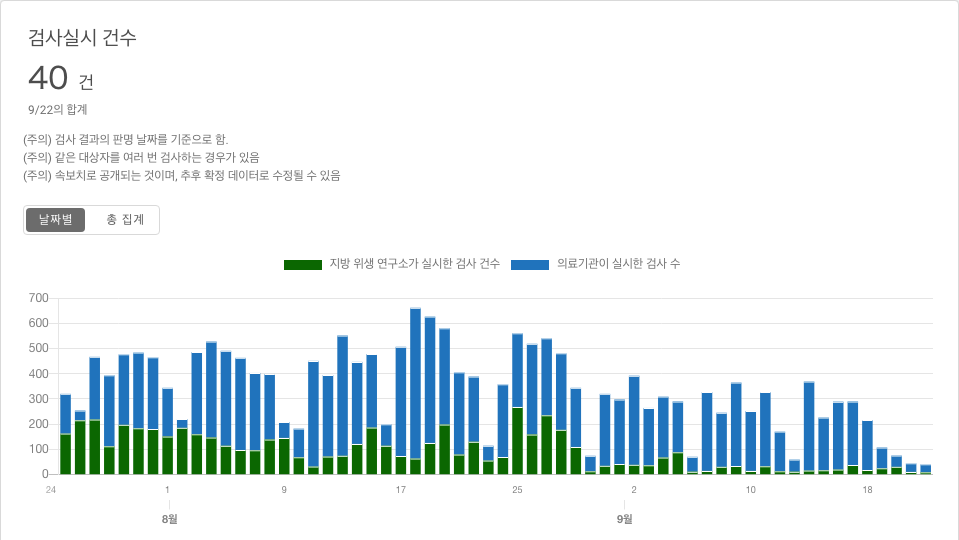 검사실시 건수
40 건
9/22의 합계
(주의) 검사 결과의 판명 날짜를 기준으로 함.
(주의) 같은 대상자를 여러 번 검사하는 경우가 있음
(주의) 속보치로 공개되는 것이며, 추후 확정 데이터로 수정될 수 있음
날짜별 총 집계
지방 위생 연구소가 실시한 검사 건수 의료기관이 실시한 검사 수
700
600
500
400
300
200
100
0
24 1 9 17 25 2 10 18
8월 9월